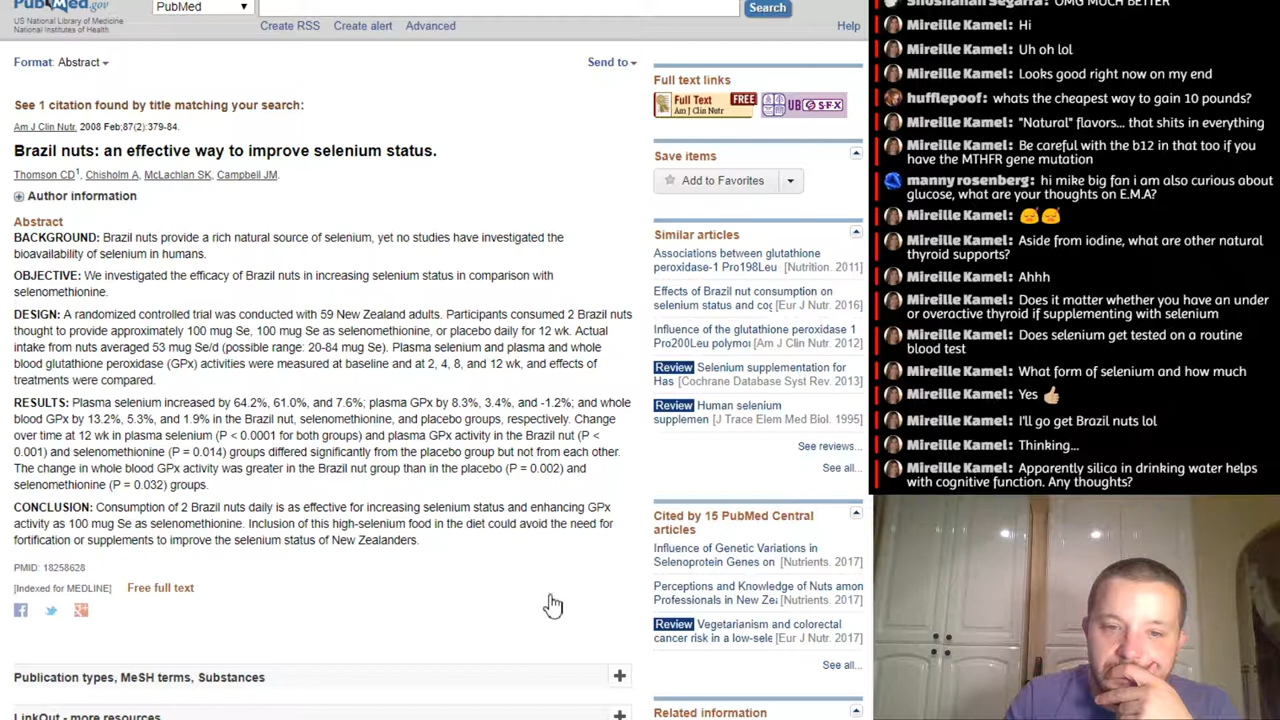 PubMed.gov
US National Library of Medicine
National Institutes of Health
PubMed
Search
Create RSS
Create alert
Advanced
Help
Format: Abstract
Send to
See 1 citation found by title matching your search:
Am J Clin Nutr. 2008 Feb;87(2):379-84.
Brazil nuts: an effective way to improve selenium status.
Thomson CD1, Chisholm A, McLachlan SK, Campbell JM.
Author information
Abstract
BACKGROUND: Brazil nuts provide a rich natural source of selenium, yet no studies have investigated the
bioavailability of selenium in humans.
OBJECTIVE: We investigated the efficacy of Brazil nuts in increasing selenium status in comparison with
selenomethionine.
DESIGN: A randomized controlled trial was conducted with 59 New Zealand adults. Participants consumed 2 Brazil nuts
thought to provide approximately 100 mug Se, 100 mug Se as selenomethionine, or placebo daily for 12 wk. Actual
intake from nuts averaged 53 mug Se/d (possible range: 20-84 mug Se). Plasma selenium and plasma and whole
blood glutathione peroxidase (GPx) activities were measured at baseline and at 2, 4, 8, and 12 wk, and effects of
treatments were compared.
RESULTS: Plasma selenium increased by 64.2%, 61.0%, and 7.6%; plasma GPx by 8.3%, 3.4%, and -1.2%; and whole
blood GPx by 13.2%, 5.3%, and 1.9% in the Brazil nut, selenomethionine, and placebo groups, respectively. Change
over time at 12 wk in plasma selenium (P < 0.0001 for both groups) and plasma GPx activity in the Brazil nut (P <
0.001) and selenomethionine (P = 0.014) groups differed significantly from the placebo group but not from each other.
The change in whole blood GPx activity was greater in the Brazil nut group than in the placebo (P = 0.002) and
selenomethionine (P = 0.032) groups.
CONCLUSION: Consumption of 2 Brazil nuts daily is as effective for increasing selenium status and enhancing GPx
activity as 100 mug Se as selenomethionine. Inclusion of this high-selenium food in the diet could avoid the need for
fortification or supplements to improve the selenium status of New Zealanders.
PMID: 18258628
[Indexed for MEDLINE]
Free full text
Publication types, MeSH terms, Substances
LinkOut - more resources
Full text links
Full Text FREE
Am J Clin Nutr
UB SFX
Save items
Add to Favorites
Similar articles
Associations between glutathione
peroxidase-1 Pro198Leu [Nutrition. 2011]
Effects of Brazil nut consumption on
selenium status and cog [Eur J Nutr. 2016]
Influence of the glutathione peroxidase 1
Pro200Leu polymor [Am J Clin Nutr. 2012]
Review Selenium supplementation for
Has [Cochrane Database Syst Rev. 2013]
Review Human selenium
supplemen [J Trace Elem Med Biol. 1995]
See reviews...
See all...
Cited by 15 PubMed Central
articles
Influence of Genetic Variations in
Selenoprotein Genes on [Nutrients. 2017]
Perceptions and Knowledge of Nuts amon
Professionals in New Zea [Nutrients. 2017]
Review Vegetarianism and colorectal
cancer risk in a low-sele [Eur J Nutr. 2017]
See all...
Related information
Shoshanah Segarra: OMG MUCH BETTER
Mireille Kamel: Hi
Mireille Kamel: Uh oh lol
Mireille Kamel: Looks good right now on my end
hufflepoof: whats the cheapest way to gain 10 pounds?
Mireille Kamel: "Natural" flavors... that shits in everything
Mireille Kamel: Be careful with the b12 in that too if
you have the MTHFR gene mutation
manny rosenberg: hi mike big fan i am also curious about
glucose, what are your thoughts on E.M.A?
Mireille Kamel:
Mireille Kamel: Aside from iodine, what are other natural
thyroid supports?
Mireille Kamel: Ahhh
Mireille Kamel: Does it matter whether you have an under
or overactive thyroid if supplementing with selenium
Mireille Kamel: Does selenium get tested on a routine
blood test
Mireille Kamel: What form of selenium and how much
Mireille Kamel: Yes
Mireille Kamel: I'll go get Brazil nuts lol
Mireille Kamel: Thinking...
Mireille Kamel: Apparently silica in drinking water helps
with cognitive function. Any thoughts?